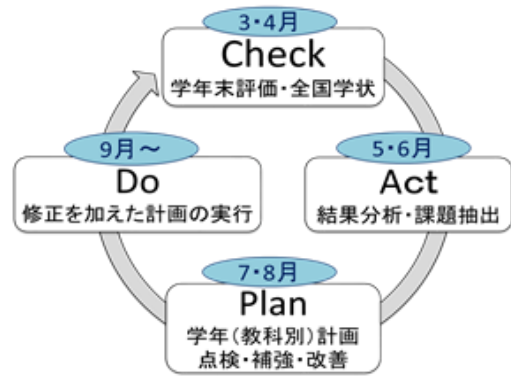 3・4月
Check
学年末評価・全国学状
5・6月
Act
結果分析・課題抽出
7・8月
Plan
学年(教科別)計画
点検・補強・改善
9月～
Do
修正を加えた計画の実行